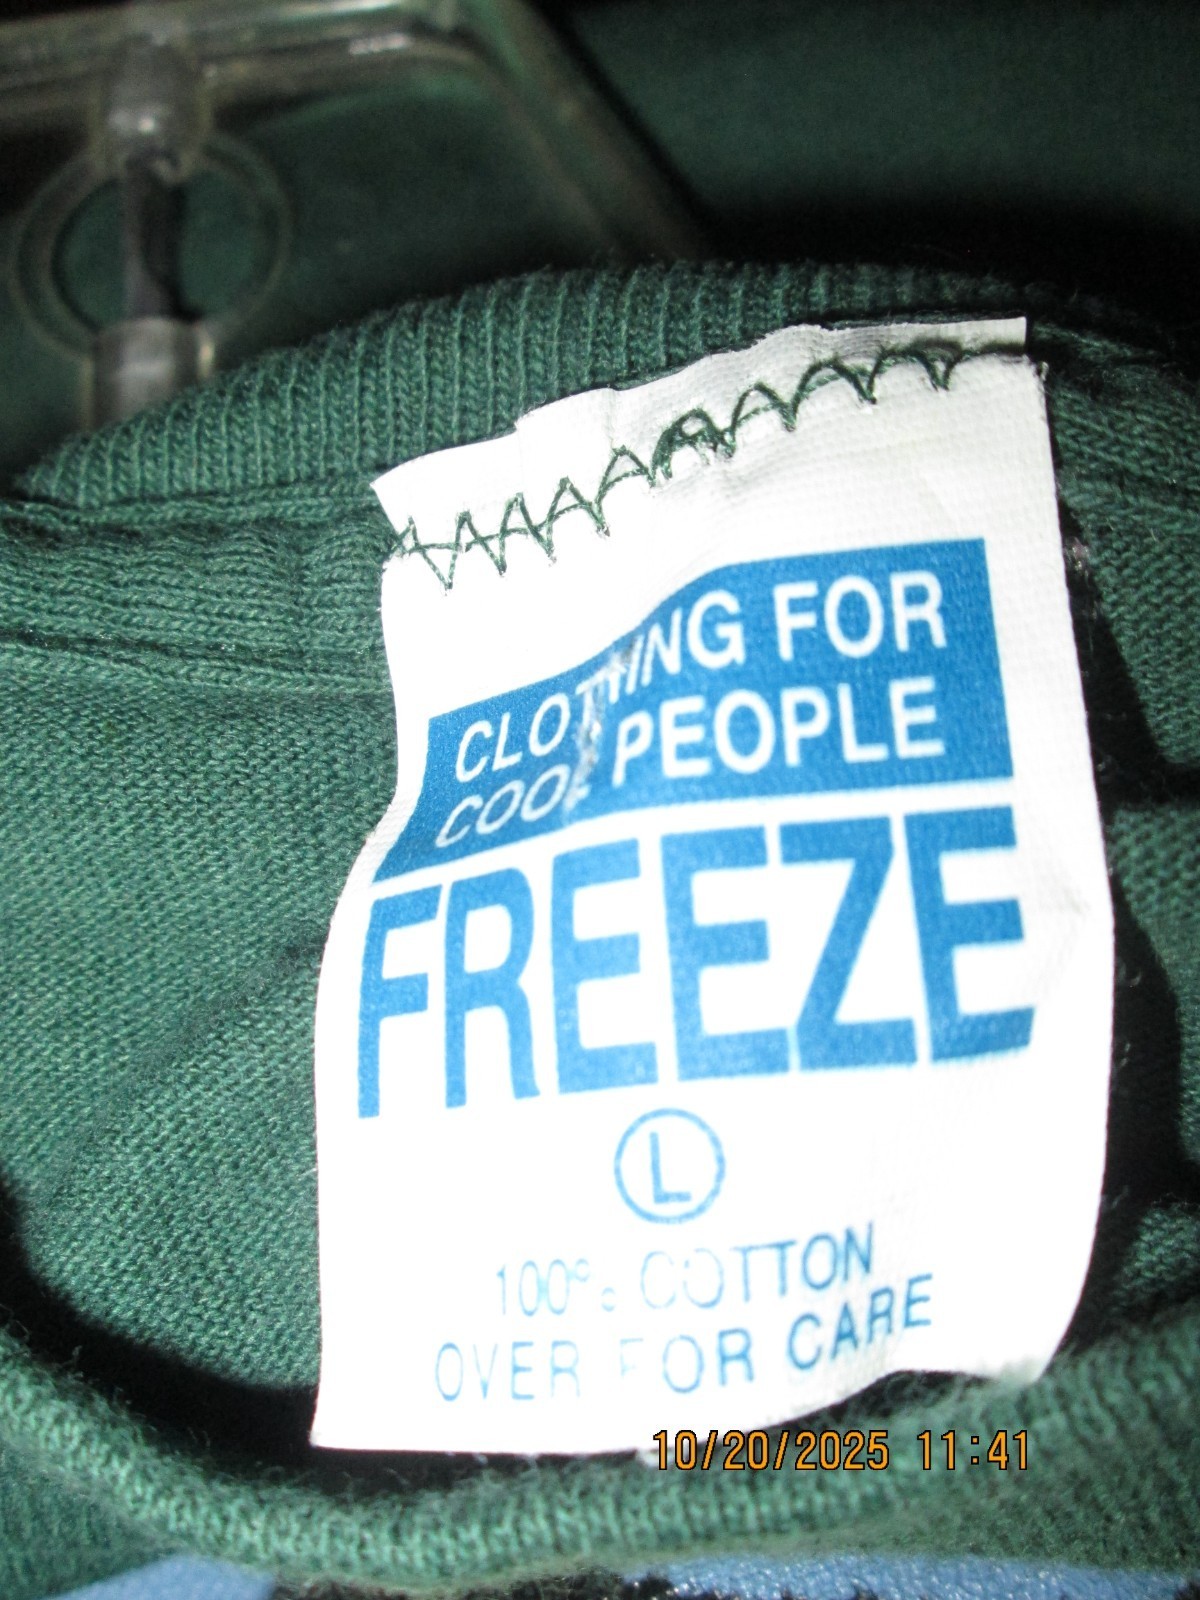 CLOTHING FOR
COOL PEOPLE
FREEZE
L
100% COTTON
OVER FOR CARE
10/20/2025 11:41